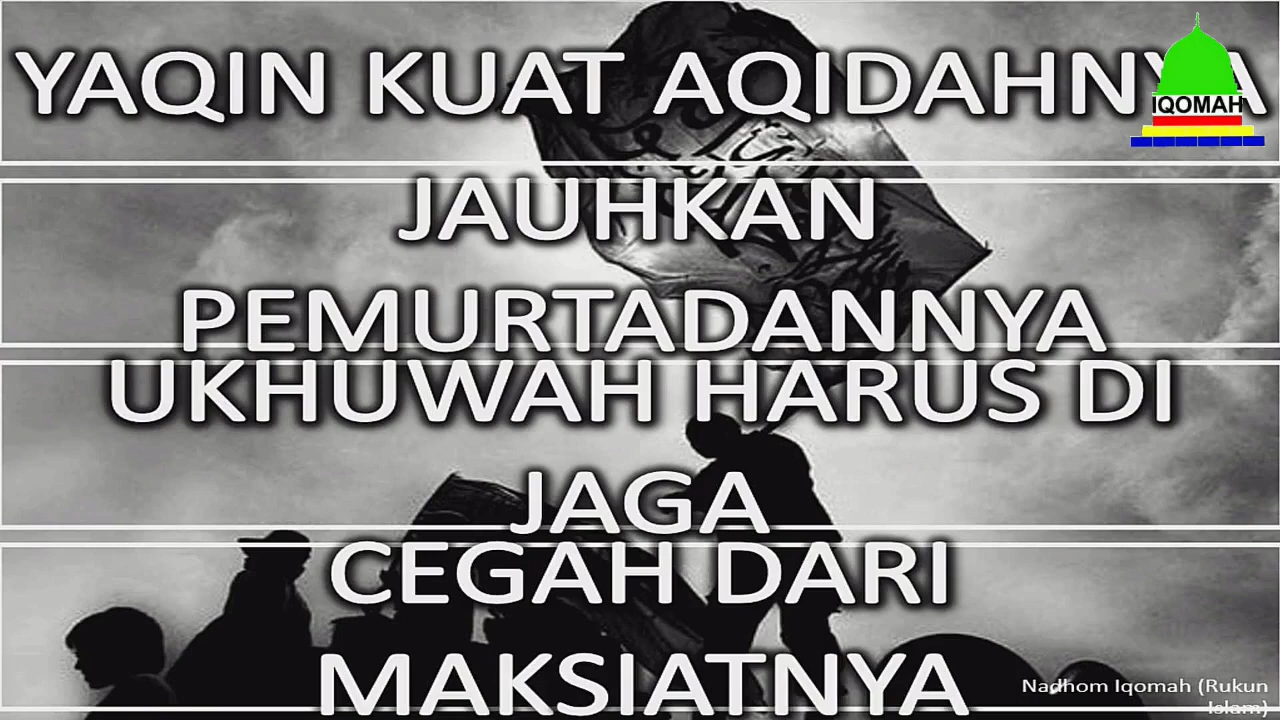 YAQIN KUAT AQIDAHNYA
IQOMAH
JAUHKAN
PEMURTADANNYA
UKHUWAH HARUS DI
JAGA
CEGAH DARI
MAKSIATNYA
Nadhom Iqomah (Rukun
Islam)